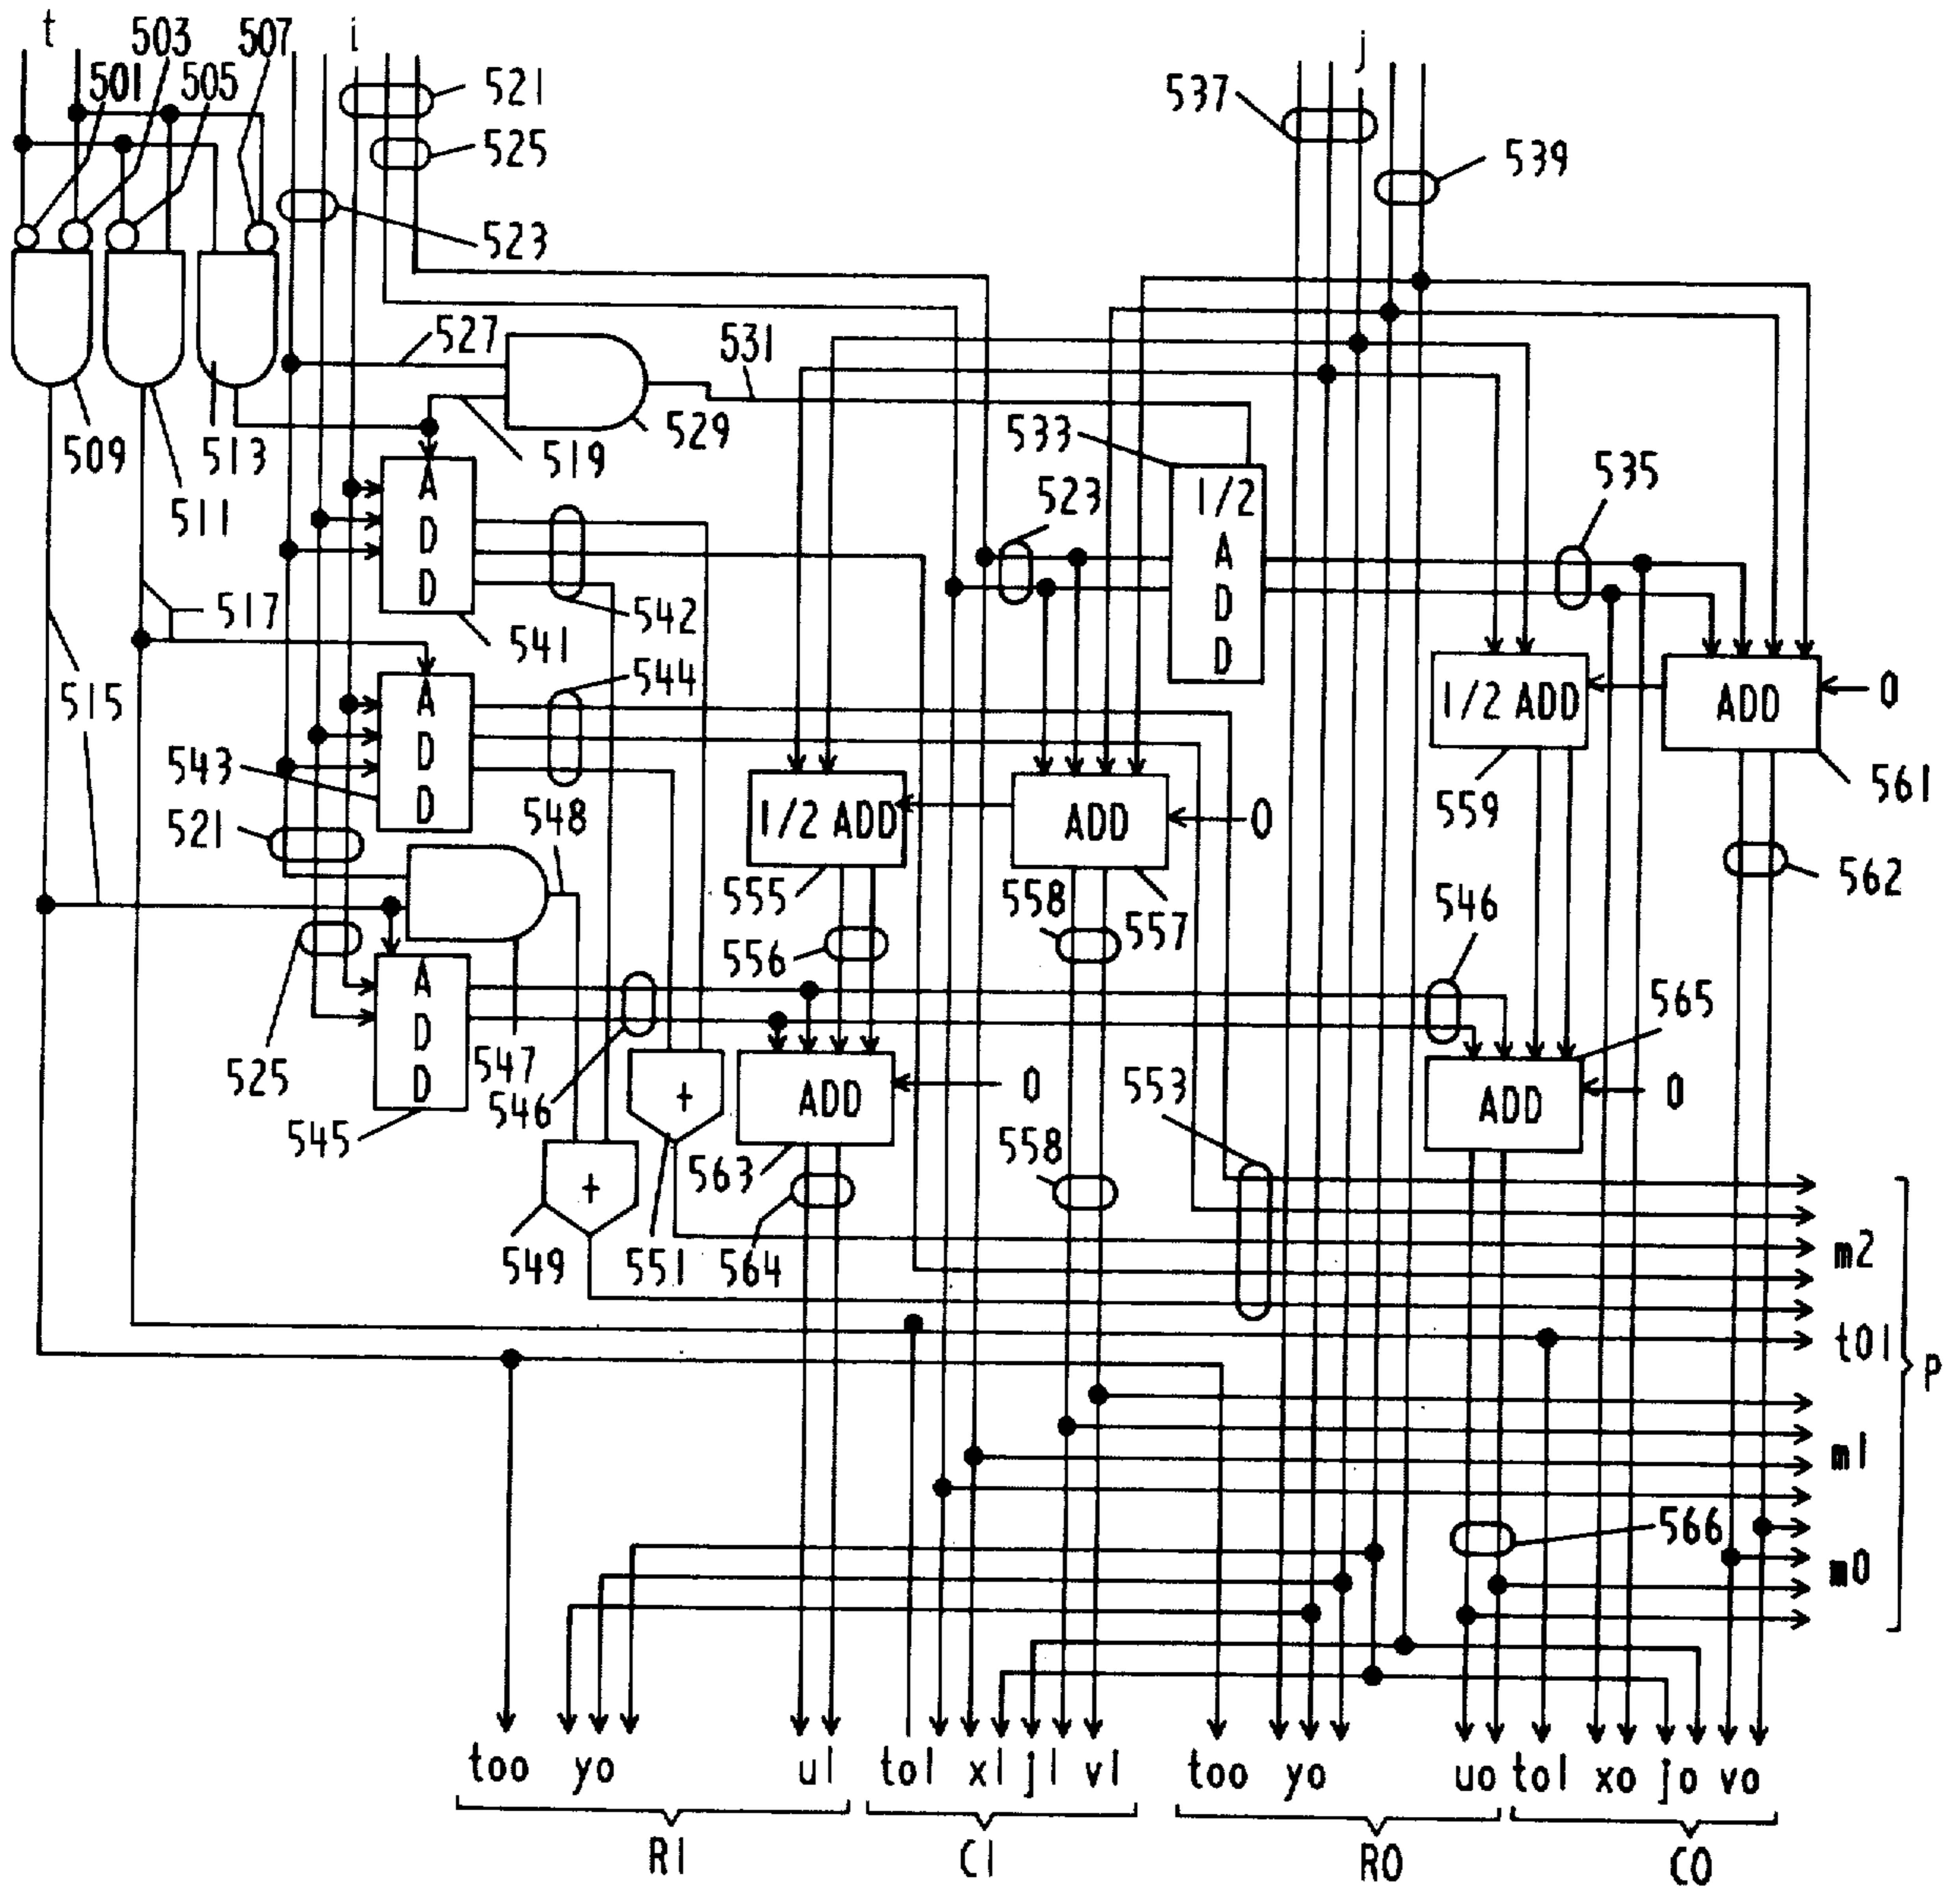 t
i
j
501
503
505
507
521
525
523
537
539
527
531
519
529
533
523
535
509
513
511
A
D
D
542
541
1/2
A
D
D
517
544
515
A
D
D
543
521
548
1/2 ADD
555
ADD
0
557
1/2 ADD
559
ADD
0
561
558
556
562
546
525
A
D
D
547
546
545
+
ADD
0
563
553
565
ADD
0
558
+
549
551
564
m2
t01
P
m1
566
m0
too
yo
u1
to1
x1
j1
v1
too
yo
uo
to1
xo
jo
vo
R1
C1
R0
C0